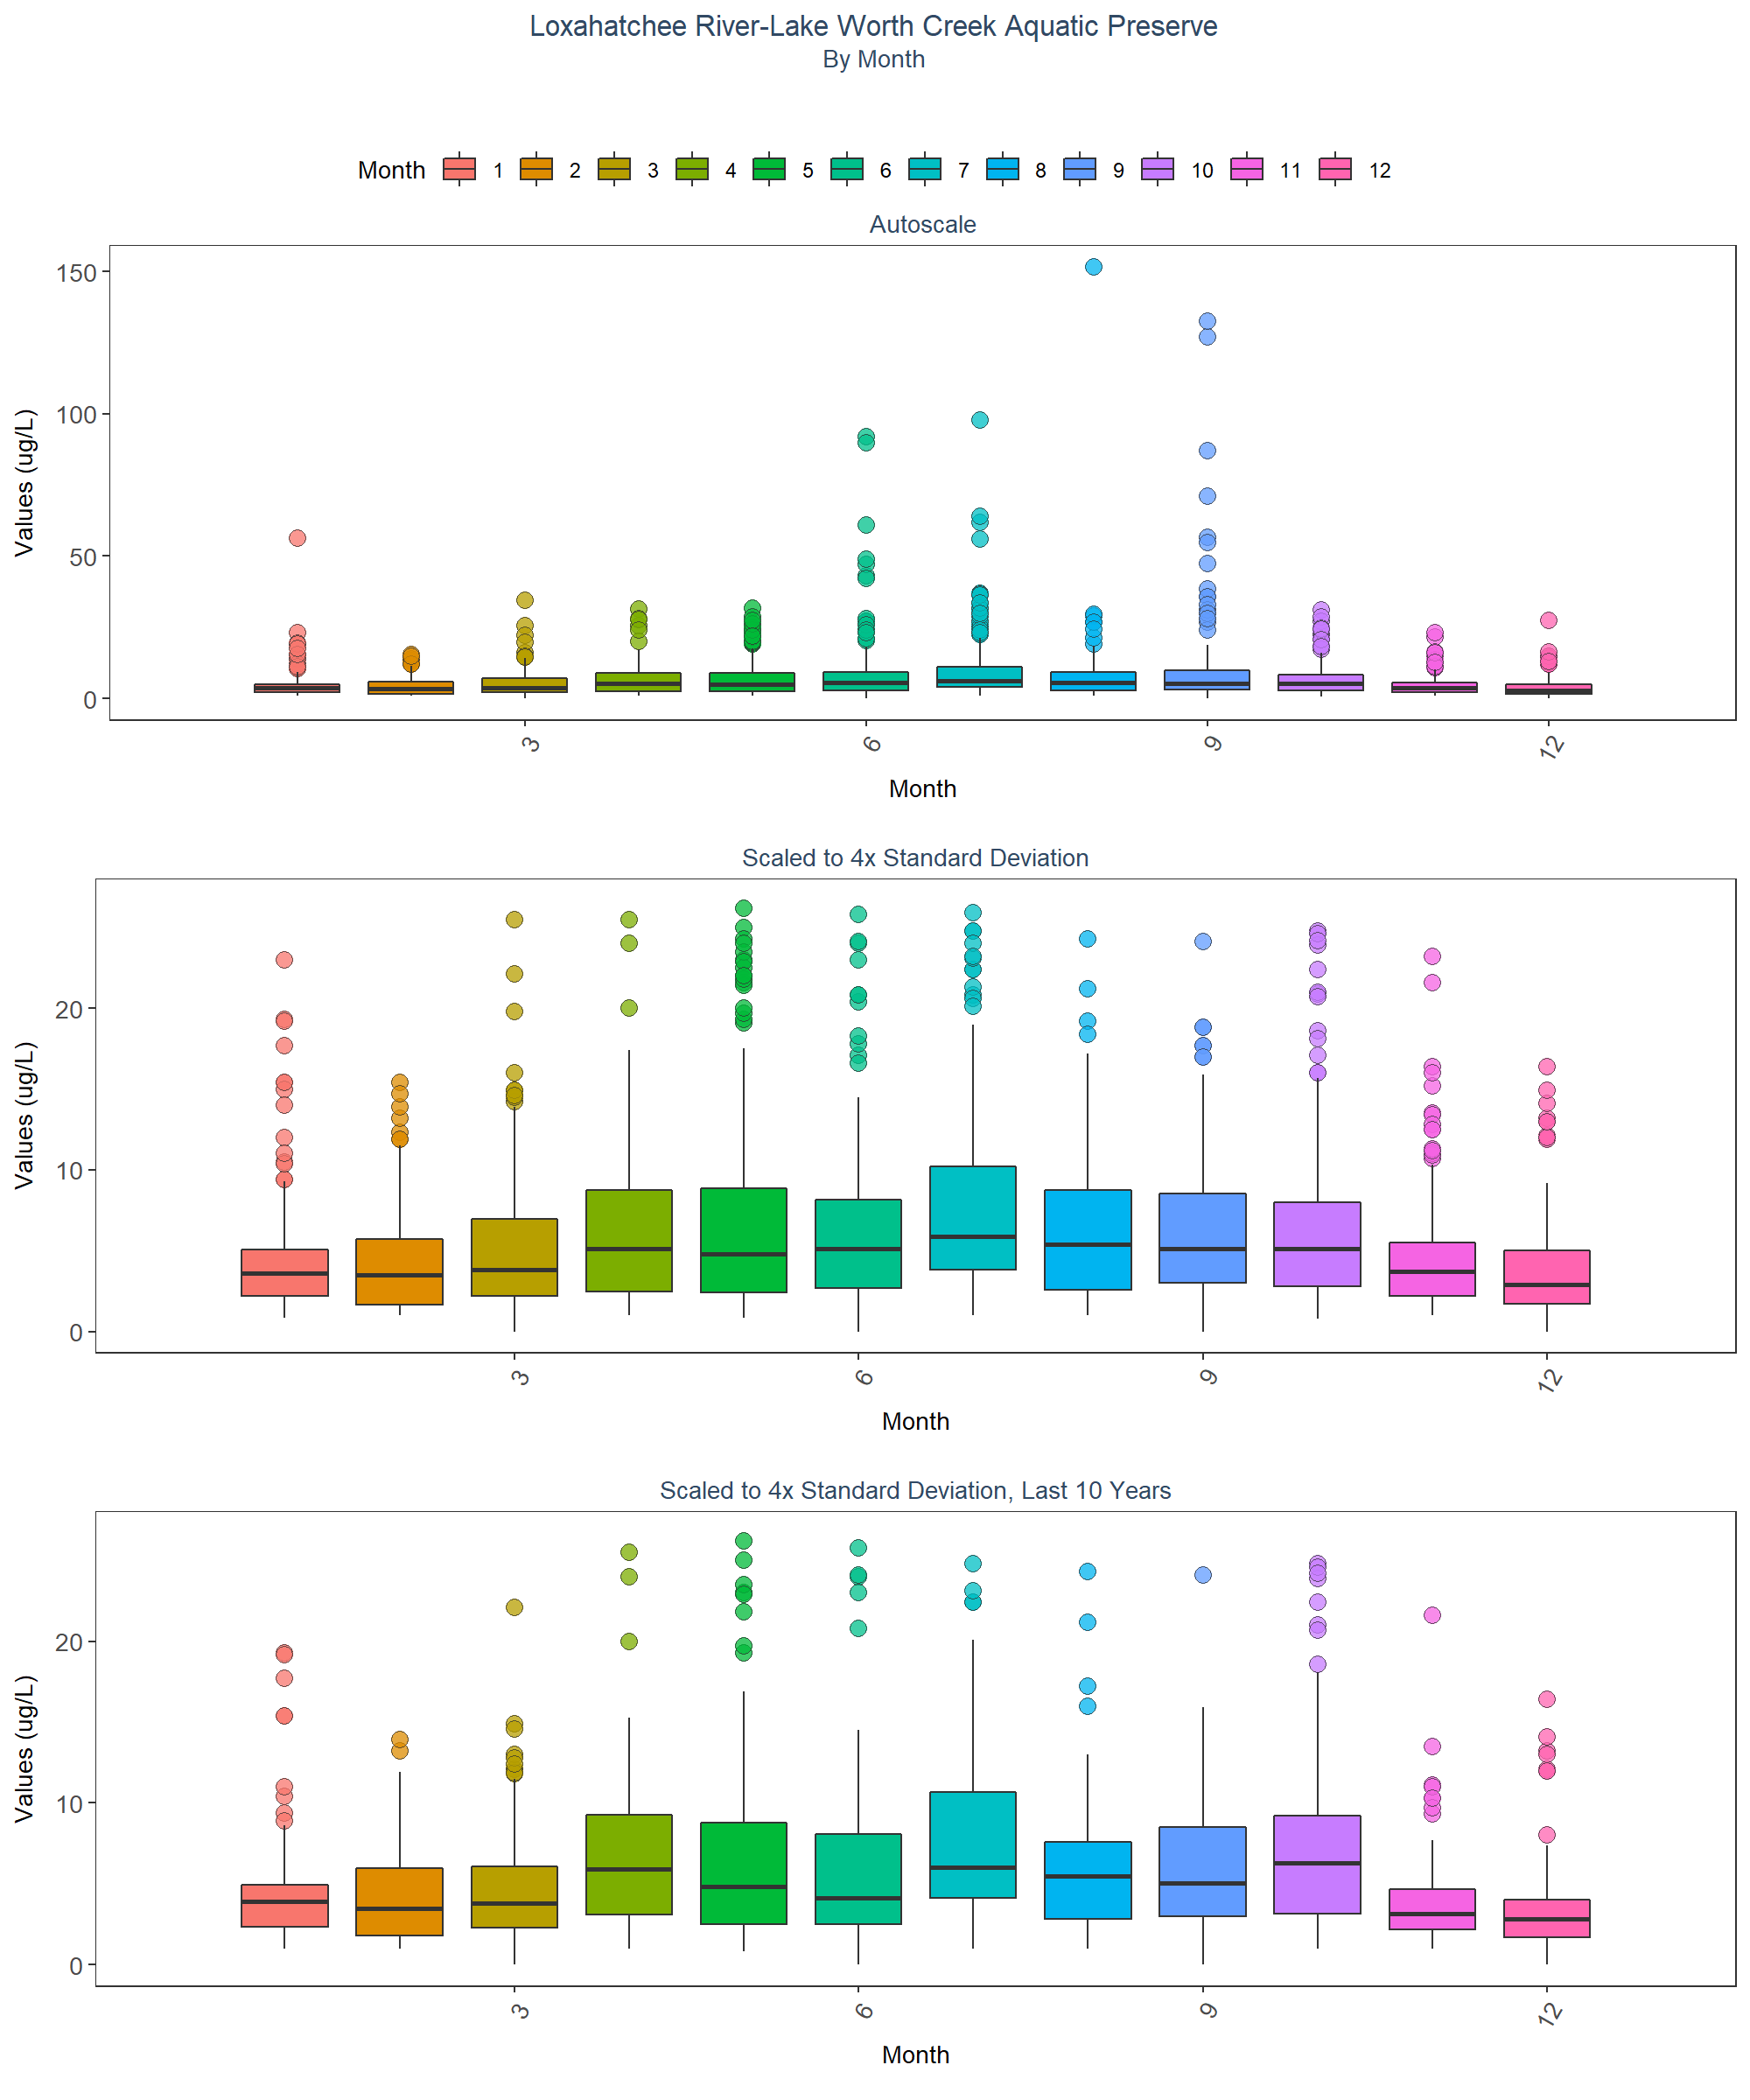 Loxahatchee River-Lake Worth Creek Aquatic Preserve
By Month
Month 1 2 3 4 5 6 7 8 9 10 11 12
Autoscale
Values (ug/L)
150
100
50
0
3 6 9 12
Month
Scaled to 4x Standard Deviation
Values (ug/L)
20
10
0
3 6 9 12
Month
Scaled to 4x Standard Deviation, Last 10 Years
Values (ug/L)
20
10
0
3 6 9 12
Month